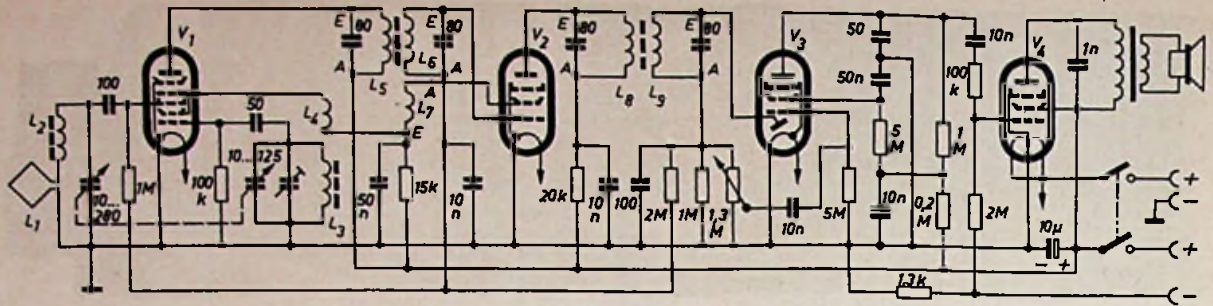 E
80
E
80
V1
L5
L6
A
A
A
L7
E
V2
E
80
A
L8
L9
E
80
A
V3
50
50n
5
M
10n
1
M
0,2
M
10n
100
k
2M
V4
1n
L2
100
L1
10...
280
1M
100
k
50
10...125
L4
L3
50
n
15k
10
n
20k
10
n
100
2M
1M
1,3
M
10n
5M
10µ
- +
1,3k
+
-
+
-